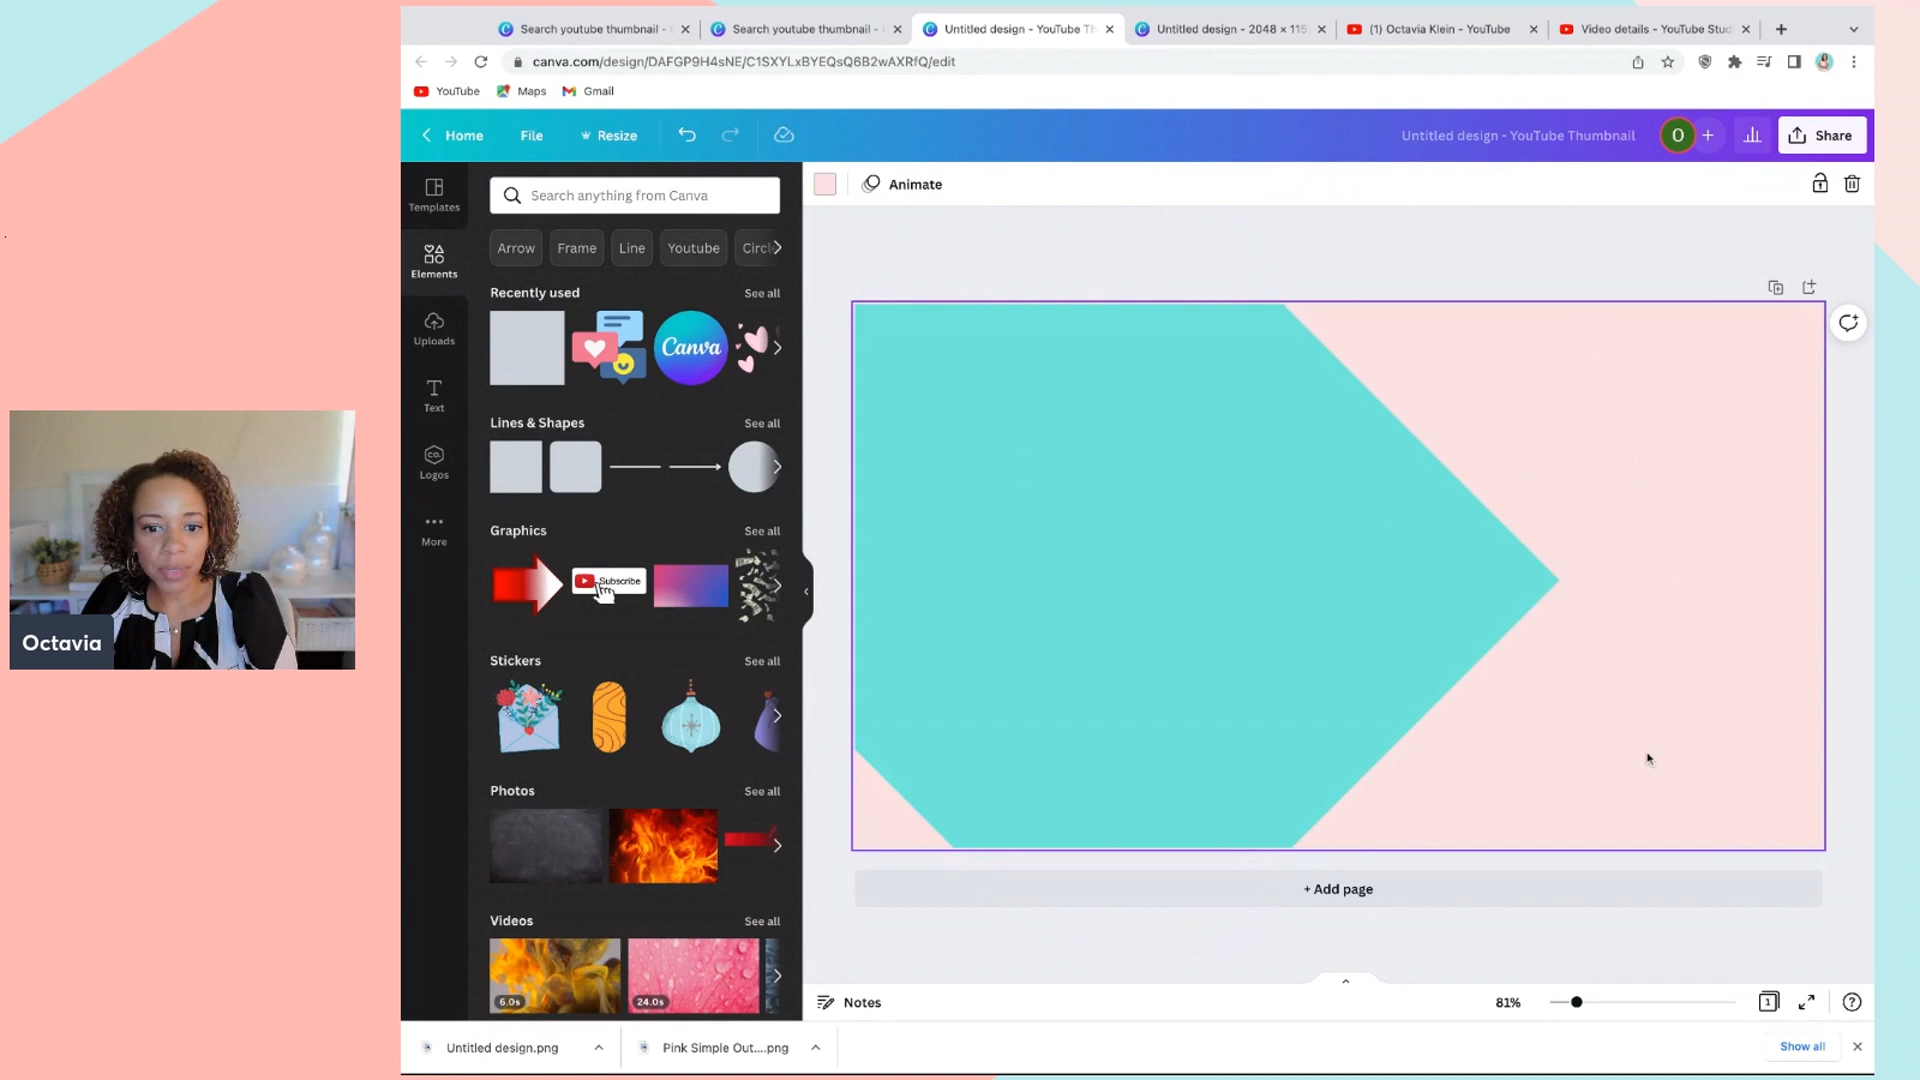 Search youtube thumbnail -
Search youtube thumbnail -
Untitled design - YouTube Th
Untitled design - 2048 × 115
(1) Octavia Klein - YouTube
Video details - YouTube Stud
canva.com/design/DAFGP9H4sNE/C1SXYLxBYEQsQ6B2wAXRfQ/edit
YouTube
Maps
Gmail
Home
File
Resize
Untitled design - YouTube Thumbnail
O
Share
Templates
Elements
Uploads
Text
CO.
Logos
More
Search anything from Canva
Arrow
Frame
Line
Youtube
Circle
Recently used
See all
Canva
Lines & Shapes
See all
Graphics
See all
Subscribe
Stickers
See all
Photos
See all
Videos
See all
6.0s
24.0s
Animate
+ Add page
Notes
81%
1
Untitled design.png
Pink Simple Out....png
Show all
Octavia